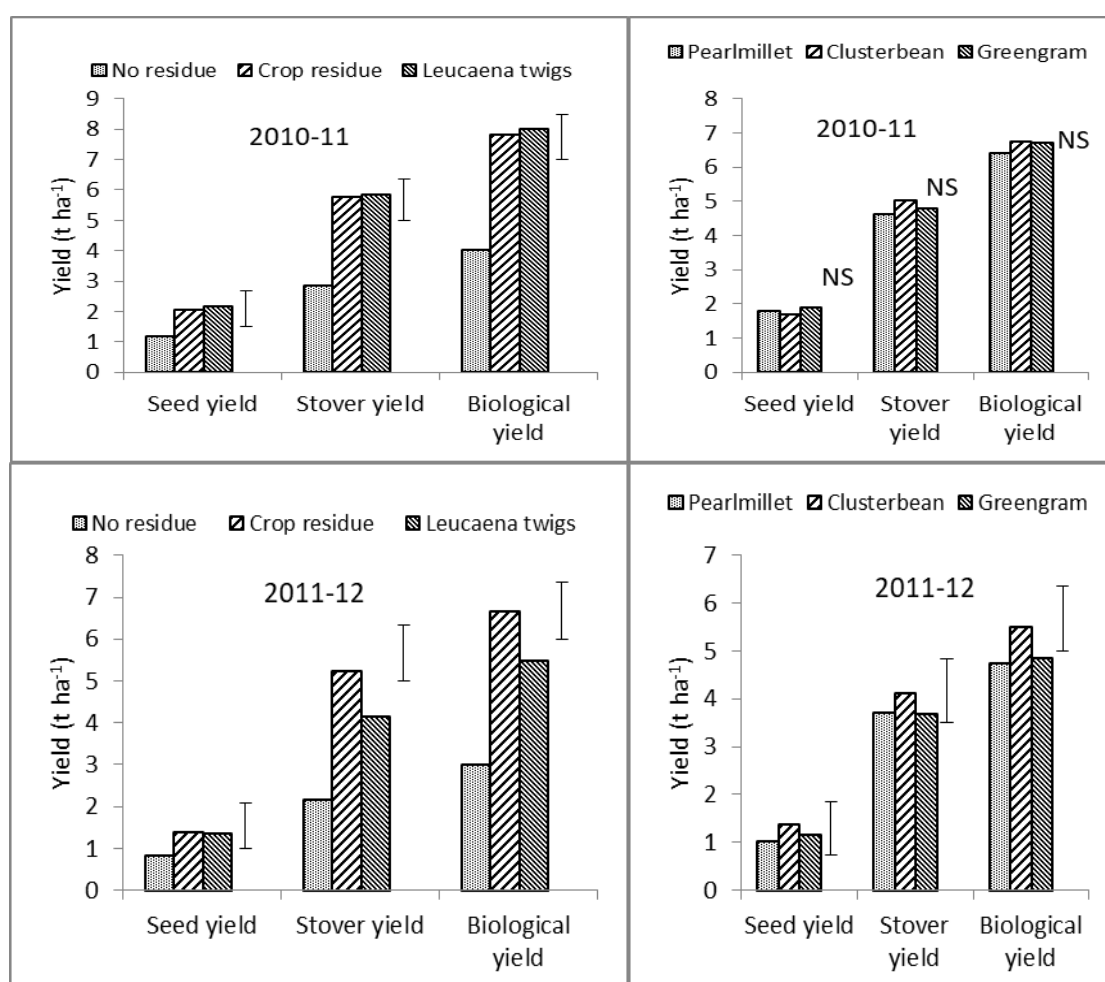 No residue Crop residue Leucaena twigs
9
8
7
6
5
4
3
2
1
0
Yield (t ha⁻¹)
2010-11
Seed yield Stover yield Biological
yield
Pearlmillet Clusterbean Greengram
8
7
6
5
4
3
2
1
0
Yield (t ha⁻¹)
2010-11
NS
NS
NS
Seed yield Stover Biological
yield yield
No residue Crop residue Leucaena twigs
8
7
6
5
4
3
2
1
0
Yield (t ha⁻¹)
2011-12
Seed yield Stover yield Biological
yield
Pearlmillet Clusterbean Greengram
7
6
5
4
3
2
1
0
Yield (t ha⁻¹)
2011-12
Seed yield Stover Biological
yield yield